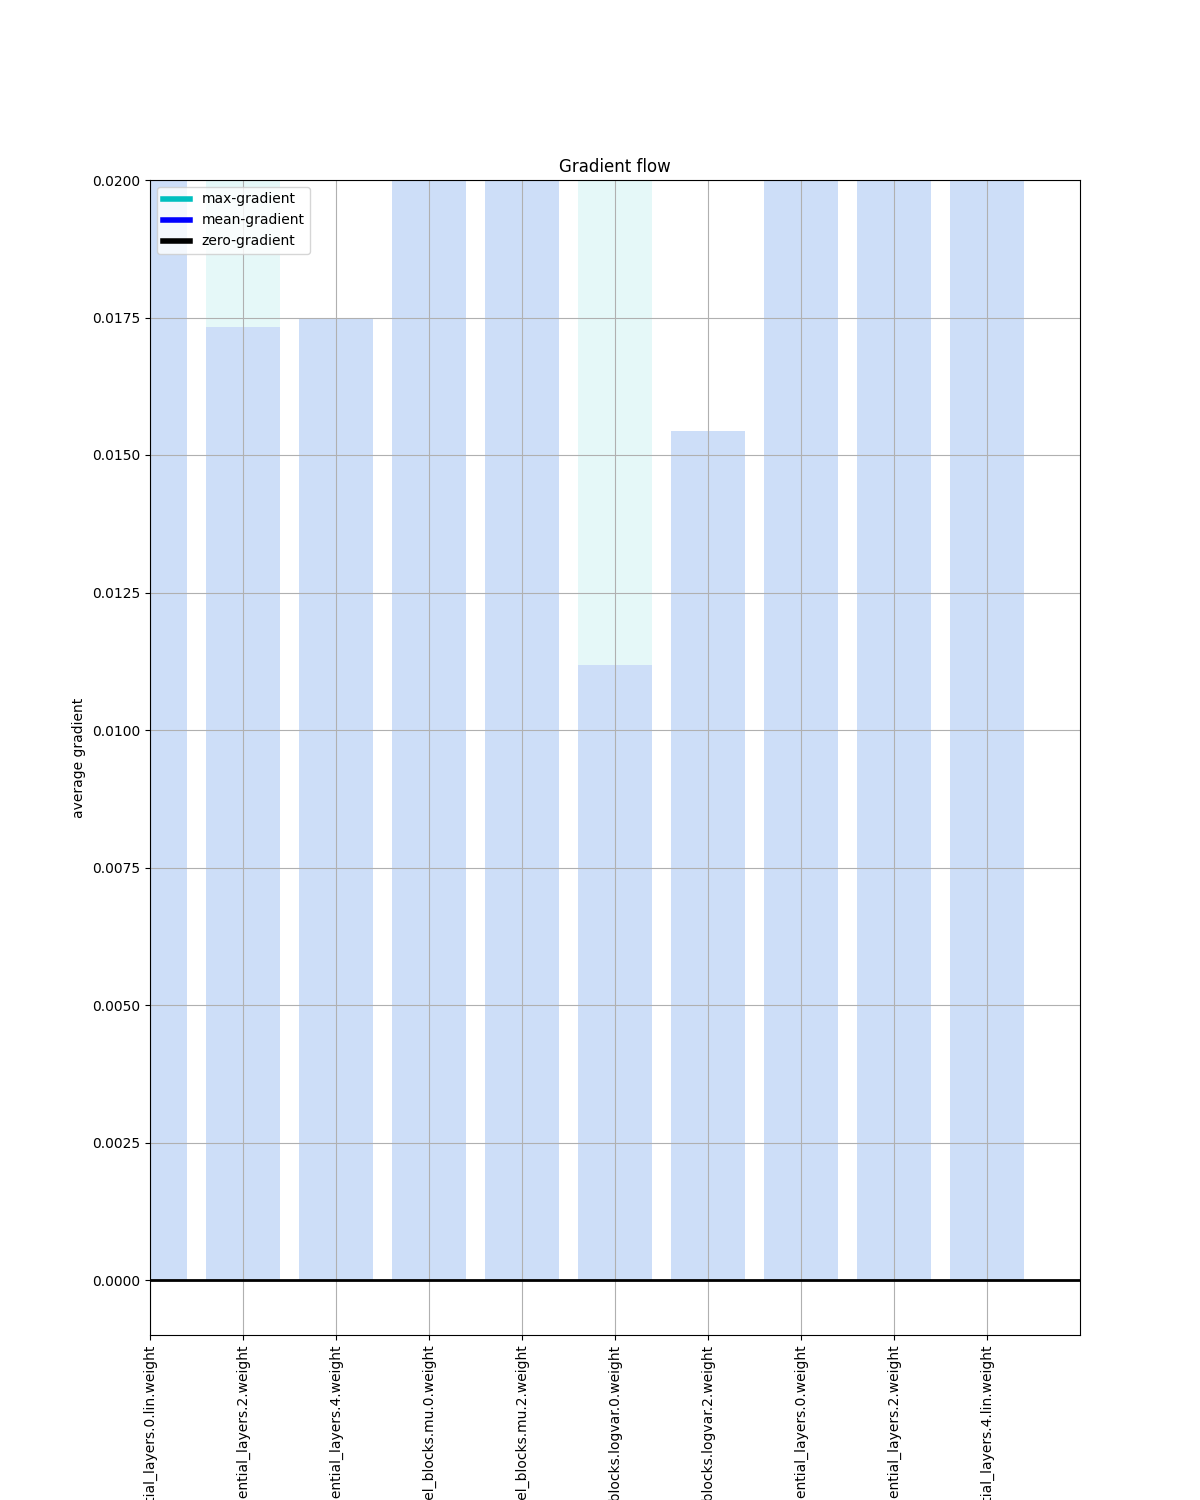 Gradient flow
max-gradient
mean-gradient
zero-gradient
0.0200
0.0175
0.0150
0.0125
0.0100
0.0075
0.0050
0.0025
0.0000
average gradient
tial_layers.0.lin.weight
ential_layers.2.weight
ential_layers.4.weight
el_blocks.mu.0.weight
el_blocks.mu.2.weight
blocks.logvar.0.weight
blocks.logvar.2.weight
ential_layers.0.weight
ential_layers.2.weight
tial_layers.4.lin.weight